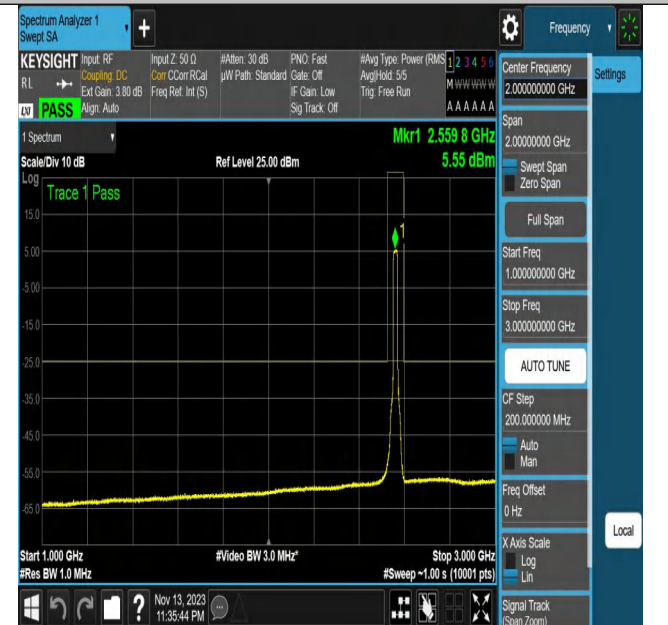 Spectrum Analyzer 1
Swept SA
+
Frequency
KEYSIGHT
RL
LXI
PASS
Input: RF
Coupling: DC
Ext Gain: 3.80 dB
Align: Auto
Input Z: 50 Ω
Corr CCorr RCal
Freq Ref: Int (S)
#Atten: 30 dB
µW Path: Standard
PNO: Fast
Gate: Off
IF Gain: Low
Sig Track: Off
#Avg Type: Power (RMS
Avg|Hold: 5/5
Trig: Free Run
1 2 3 4 5 6
M W W W W W
A A A A A A
1 Spectrum
Scale/Div 10 dB
Log
Ref Level 25.00 dBm
Mkr1 2.559 8 GHz
5.55 dBm
Trace 1 Pass
1
15.0
5.00
-5.00
-15.0
-25.0
-35.0
-45.0
-55.0
-65.0
Start 1.000 GHz
#Res BW 1.0 MHz
#Video BW 3.0 MHz*
Stop 3.000 GHz
#Sweep ~1.00 s (10001 pts)
Center Frequency
2.000000000 GHz
Span
2.00000000 GHz
Swept Span
Zero Span
Full Span
Start Freq
1.000000000 GHz
Stop Freq
3.000000000 GHz
AUTO TUNE
CF Step
200.000000 MHz
Auto
Man
Freq Offset
0 Hz
X Axis Scale
Log
Lin
Signal Track
(Span Zoom)
Settings
Local
?
Nov 13, 2023
11:35:44 PM